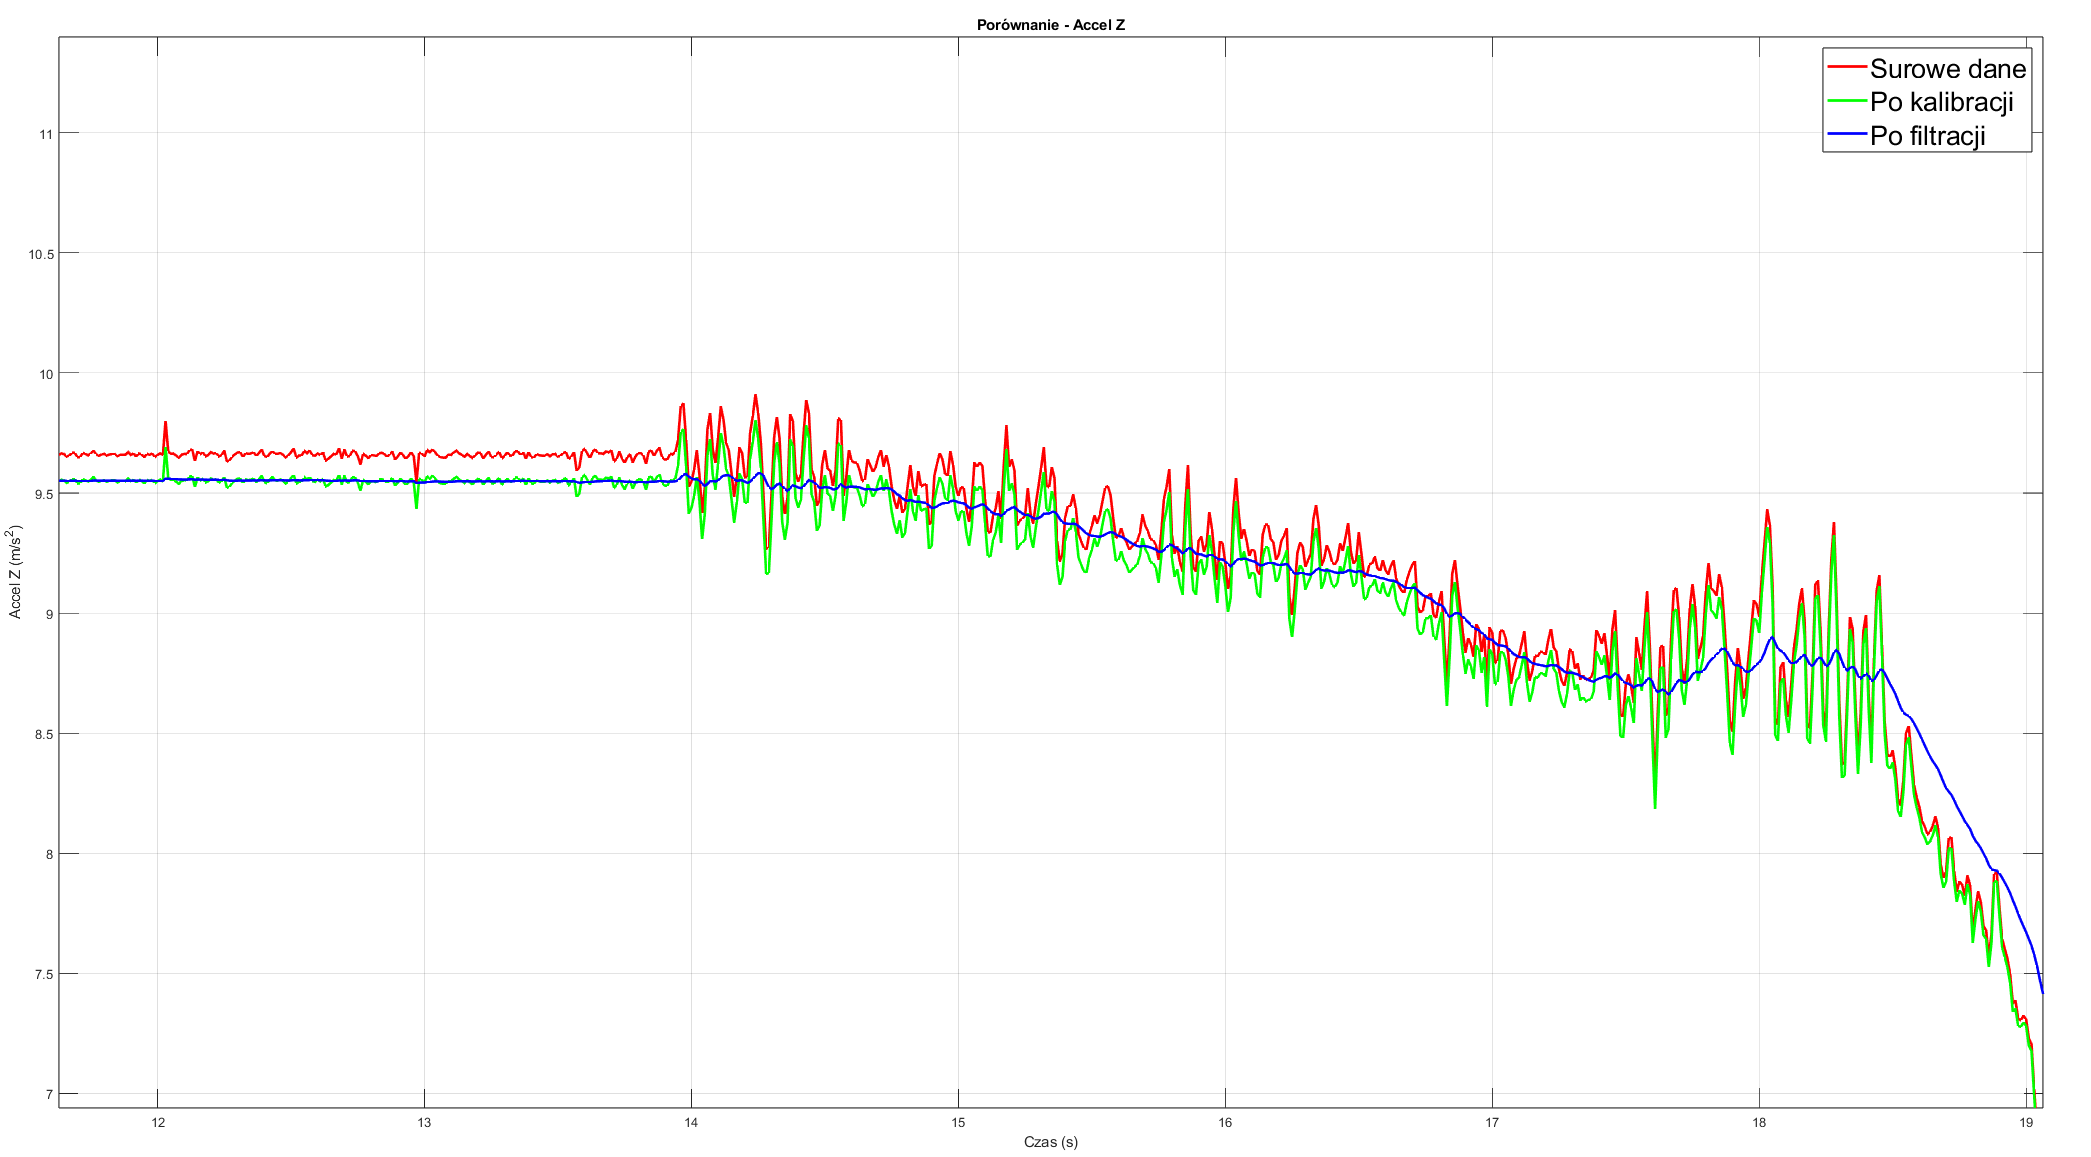 Porównanie - Accel Z
Surowe dane
Po kalibracji
Po filtracji
Accel Z (m/s²)
11
10.5
10
9.5
9
8.5
8
7.5
7
12
13
14
15
16
17
18
19
Czas (s)